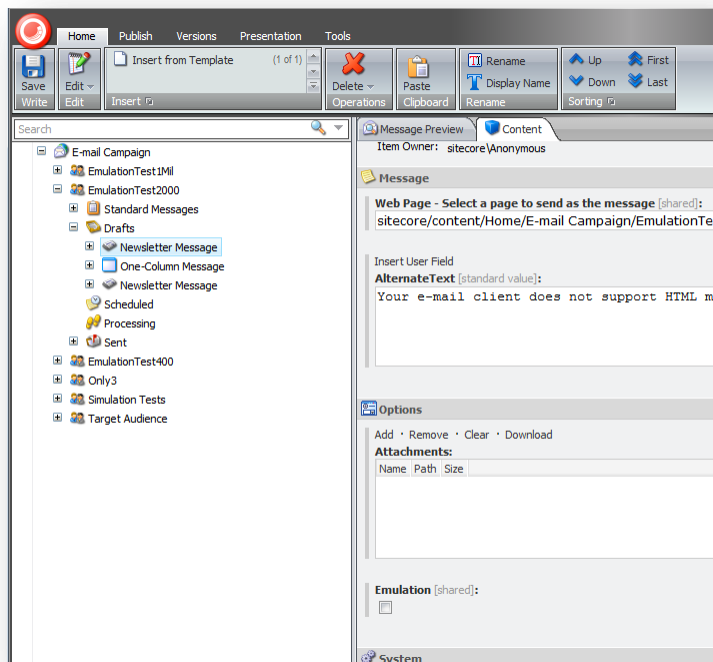 Home Publish Versions Presentation Tools
Save
Write
Edit
Edit
Insert from Template (1 of 1)
Insert
Delete
Operations
Paste
Clipboard
Rename
Display Name
Rename
Up First
Down Last
Sorting
Search
E-mail Campaign
EmulationTest1Mil
EmulationTest2000
Standard Messages
Drafts
Newsletter Message
One-Column Message
Newsletter Message
Scheduled
Processing
Sent
EmulationTest400
Only3
Simulation Tests
Target Audience
Message Preview Content
Item Owner: sitecore\Anonymous
Message
Web Page - Select a page to send as the message [shared]:
sitecore/content/Home/E-mail Campaign/EmulationTe
Insert User Field
AlternateText [standard value]:
Your e-mail client does not support HTML m
Options
Add · Remove · Clear · Download
Attachments:
Name Path Size
Emulation [shared]:
System